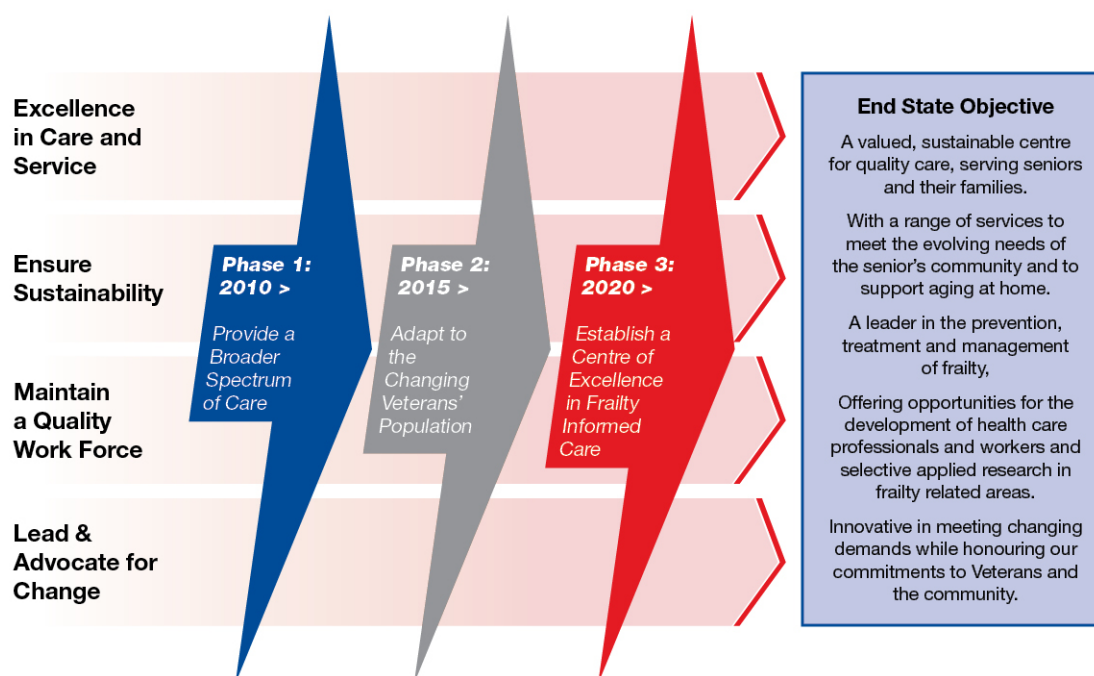 Excellence
in Care and
Service
Ensure
Sustainability
Maintain
a Quality
Work Force
Lead &
Advocate for
Change
Phase 1:
2010 >
Provide a
Broader
Spectrum
of Care
Phase 2:
2015 >
Adapt to
the
Changing
Veterans’
Population
Phase 3:
2020 >
Establish a
Centre of
Excellence
in Frailty
Informed
Care
End State Objective
A valued, sustainable centre
for quality care, serving seniors
and their families.
With a range of services to
meet the evolving needs of
the senior’s community and to
support aging at home.
A leader in the prevention,
treatment and management
of frailty,
Offering opportunities for the
development of health care
professionals and workers and
selective applied research in
frailty related areas.
Innovative in meeting changing
demands while honouring our
commitments to Veterans and
the community.